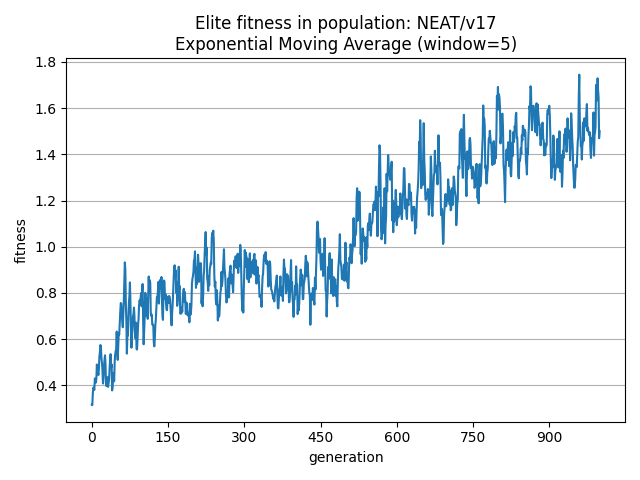 Elite fitness in population: NEAT/v17
Exponential Moving Average (window=5)
1.8
1.6
1.4
1.2
1.0
0.8
0.6
0.4
fitness
0 150 300 450 600 750 900
generation